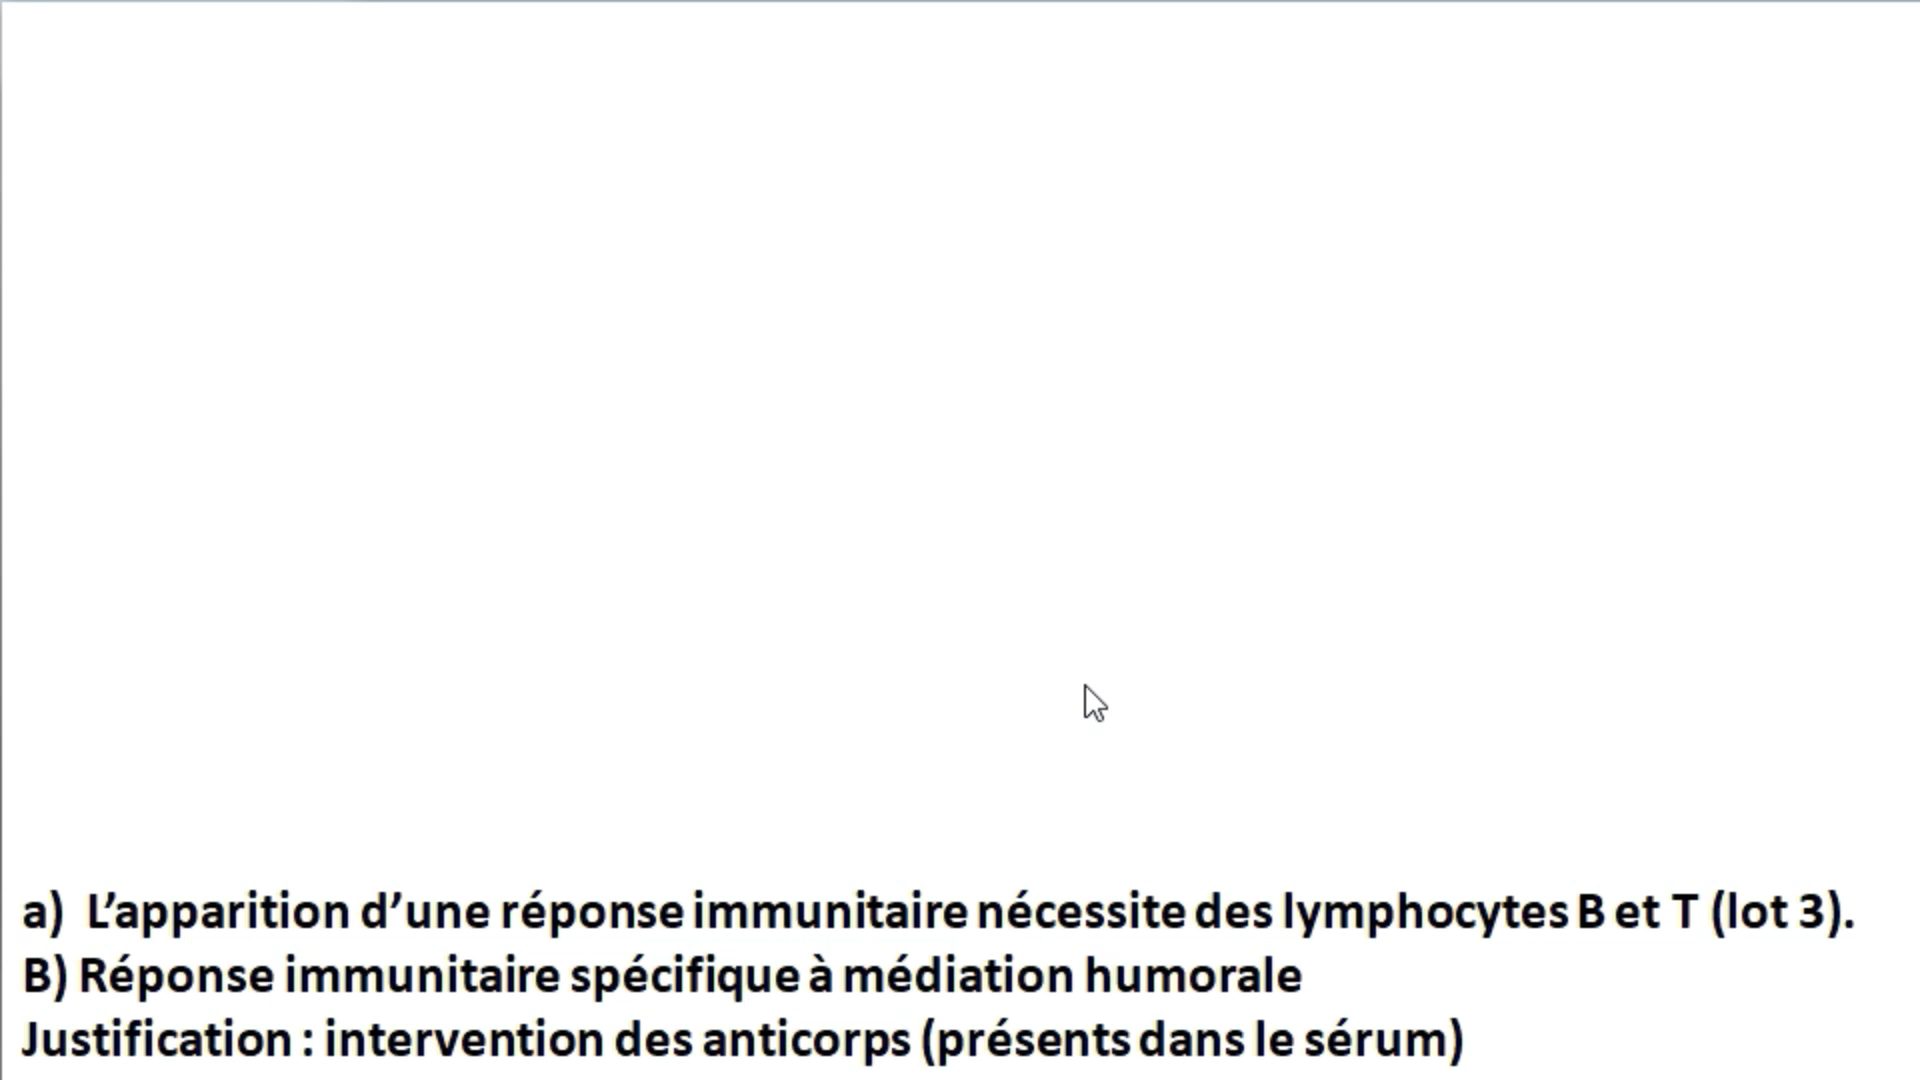 a) L’apparition d’une réponse immunitaire nécessite des lymphocytes B et T (lot 3).
B) Réponse immunitaire spécifique à médiation humorale
Justification : intervention des anticorps (présents dans le sérum)